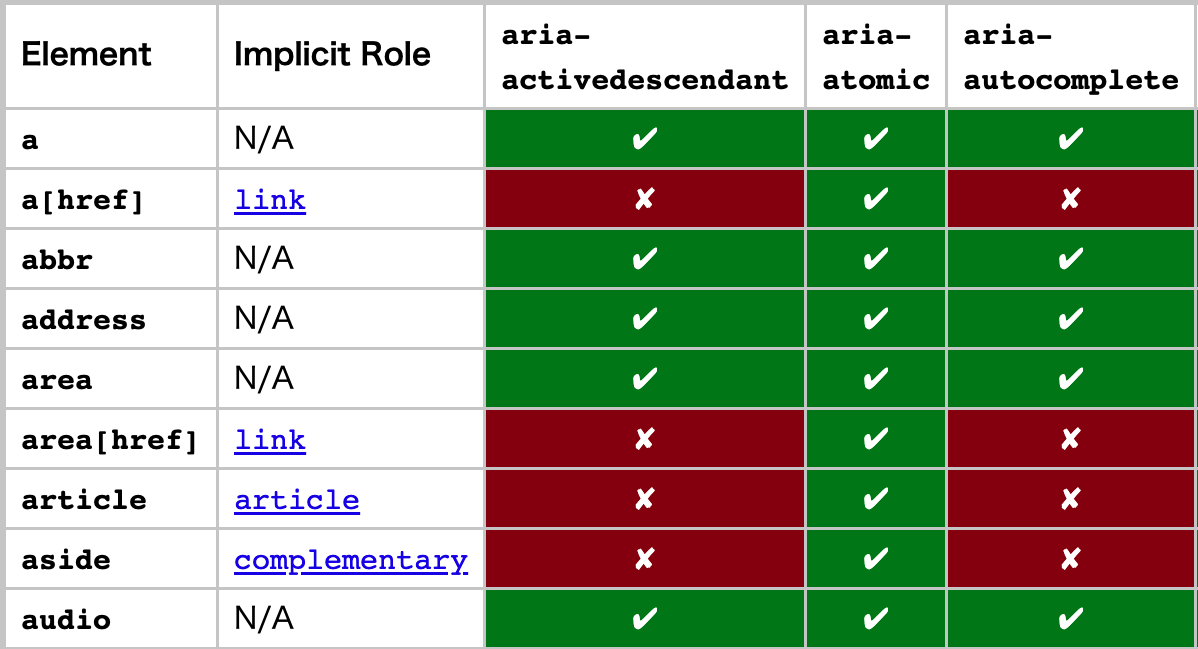 Element Implicit Role aria-activedescendant aria-atomic aria-autocomplete
a N/A ✔ ✔ ✔
a[href] link ✘ ✔ ✘
abbr N/A ✔ ✔ ✔
address N/A ✔ ✔ ✔
area N/A ✔ ✔ ✔
area[href] link ✘ ✔ ✘
article article ✘ ✔ ✘
aside complementary ✘ ✔ ✘
audio N/A ✔ ✔ ✔